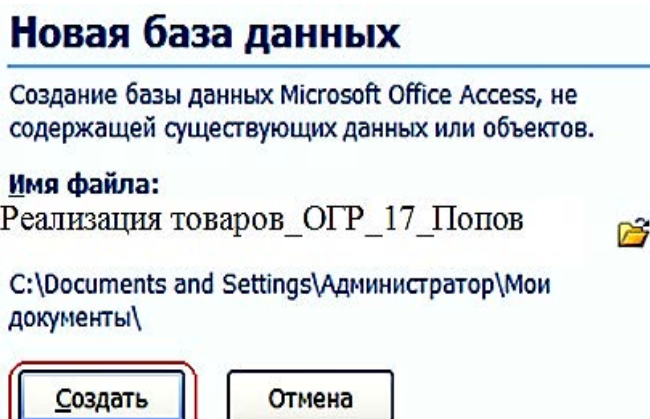 Новая база данных
Создание базы данных Microsoft Office Access, не
содержащей существующих данных или объектов.
Имя файла:
Реализация товаров_ОГР_17_Попов
C:\Documents and Settings\Администратор\Мои
документы\
Создать Отмена